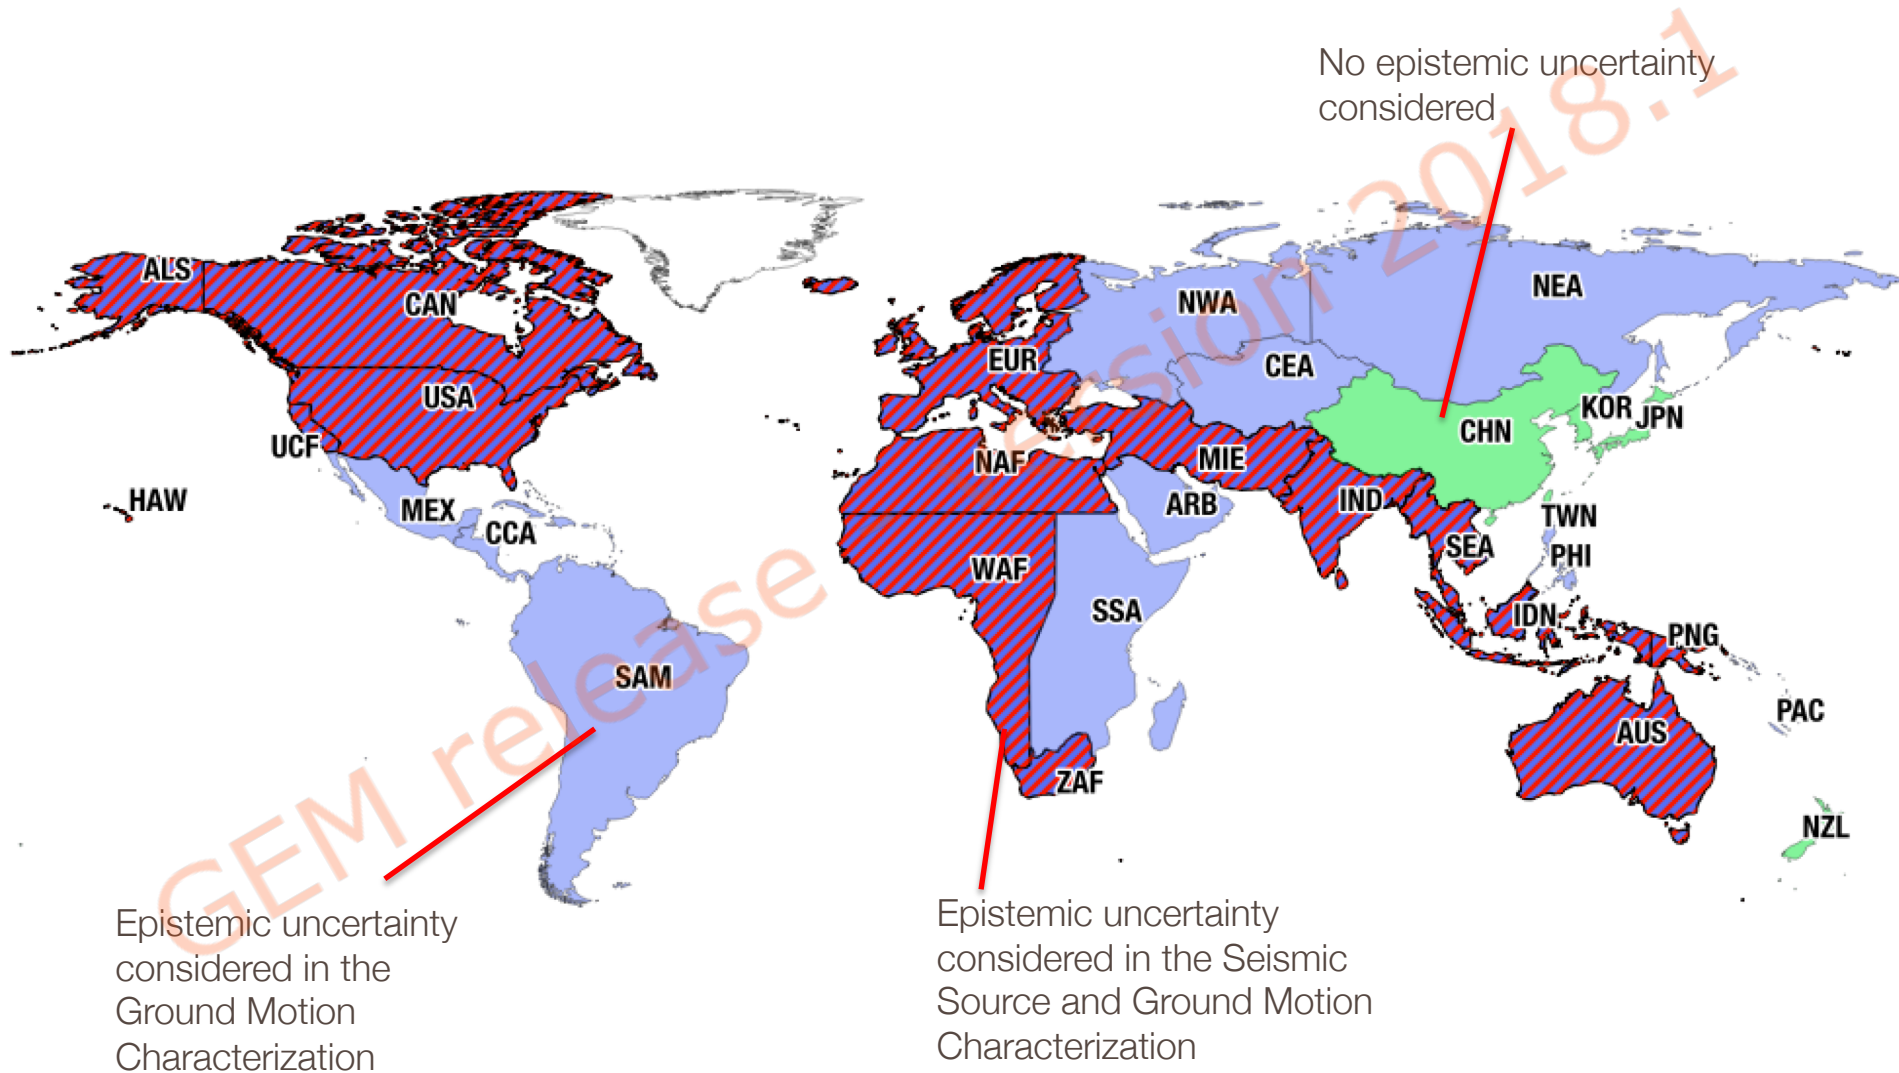 No epistemic uncertainty
considered
GEM release version 2018.1
ALS
CAN
NWA
NEA
EUR
CEA
USA
KOR
JPN
CHN
UCF
NAF
MIE
HAW
MEX
ARB
IND
CCA
TWN
SEA
PHI
WAF
SSA
IDN
PNG
SAM
PAC
AUS
ZAF
NZL
Epistemic uncertainty
considered in the
Ground Motion
Characterization
Epistemic uncertainty
considered in the Seismic
Source and Ground Motion
Characterization